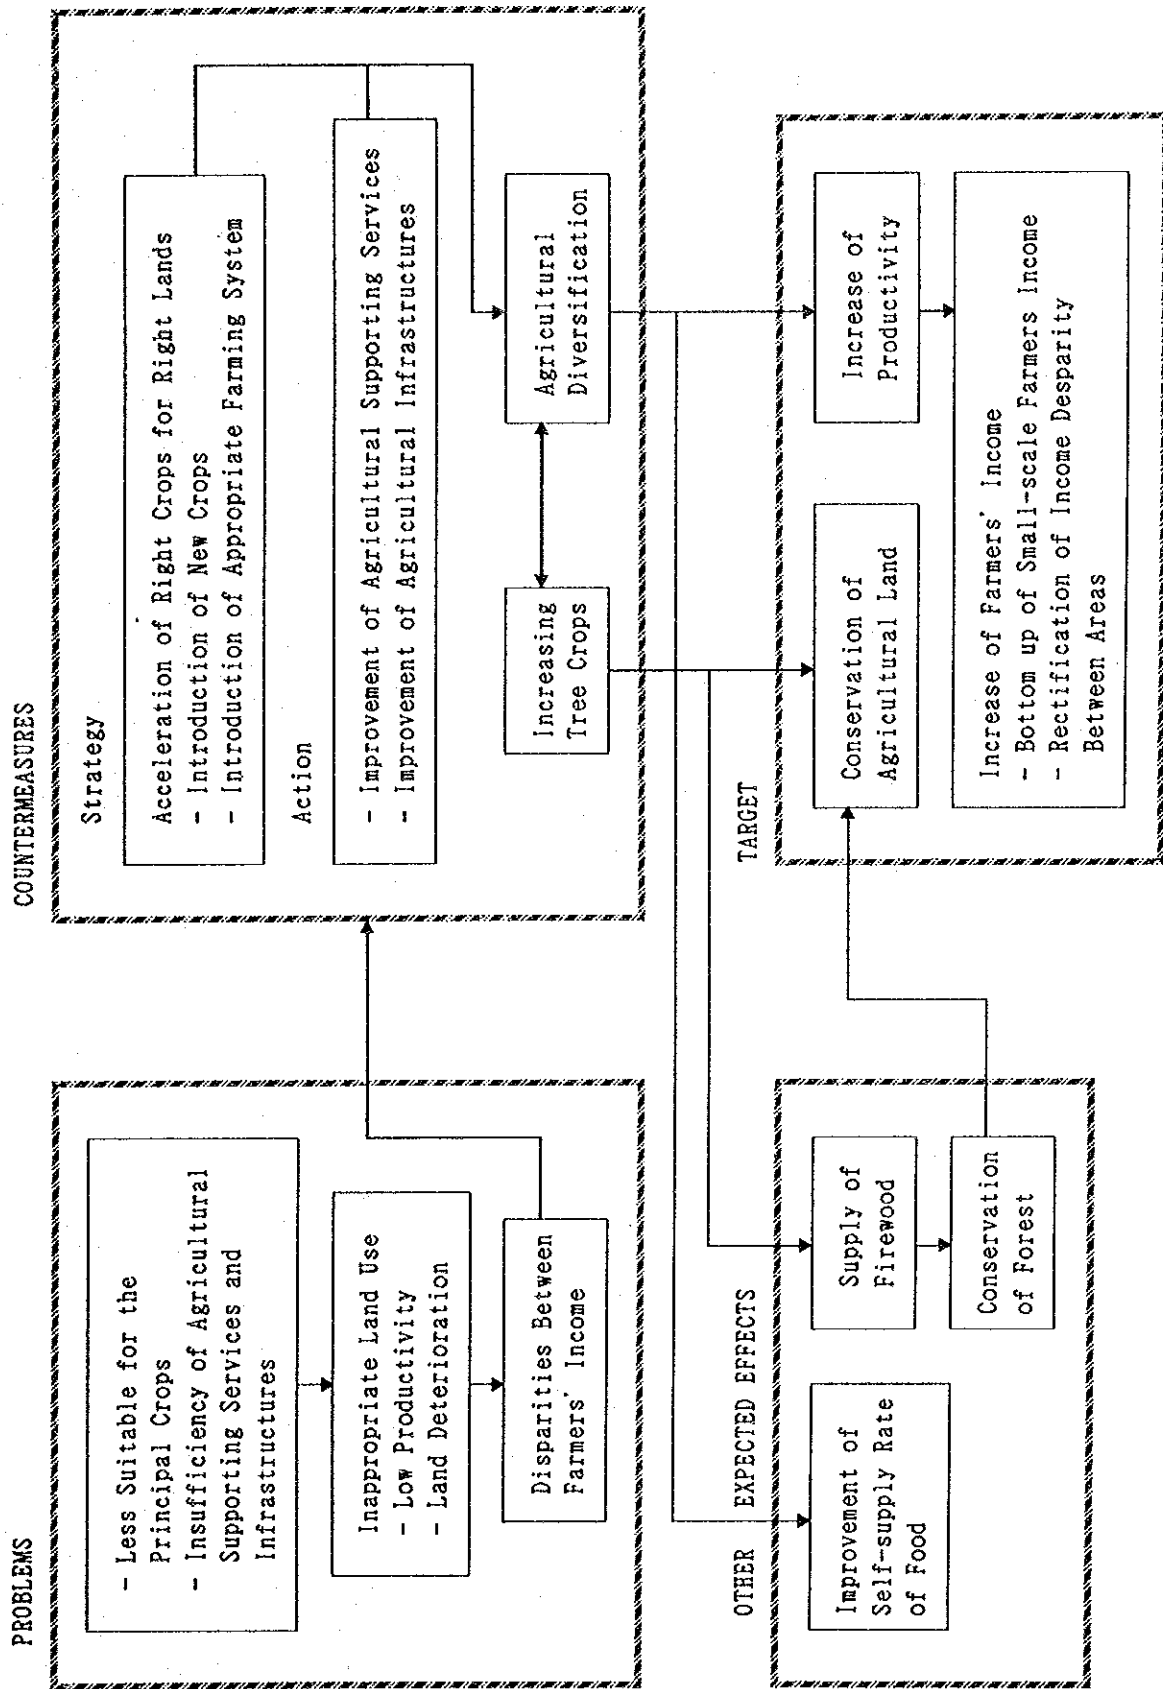 PROBLEMS
- Less Suitable for the
Principal Crops
- Insufficiency of Agricultural
Supporting Services and
Infrastructures
Inappropriate Land Use
- Low Productivity
- Land Deterioration
Disparities Between
Farmers' Income
COUNTERMEASURES
Strategy
Acceleration of Right Crops for Right Lands
- Introduction of New Crops
- Introduction of Appropriate Farming System
Action
- Improvement of Agricultural Supporting Services
- Improvement of Agricultural Infrastructures
Increasing
Tree Crops
Agricultural
Diversification
OTHER EXPECTED EFFECTS
Improvement of
Self-supply Rate
of Food
Supply of
Firewood
Conservation
of Forest
TARGET
Conservation of
Agricultural Land
Increase of
Productivity
Increase of Farmers' Income
- Bottom up of Small-scale Farmers Income
- Rectification of Income Desparity
Between Areas